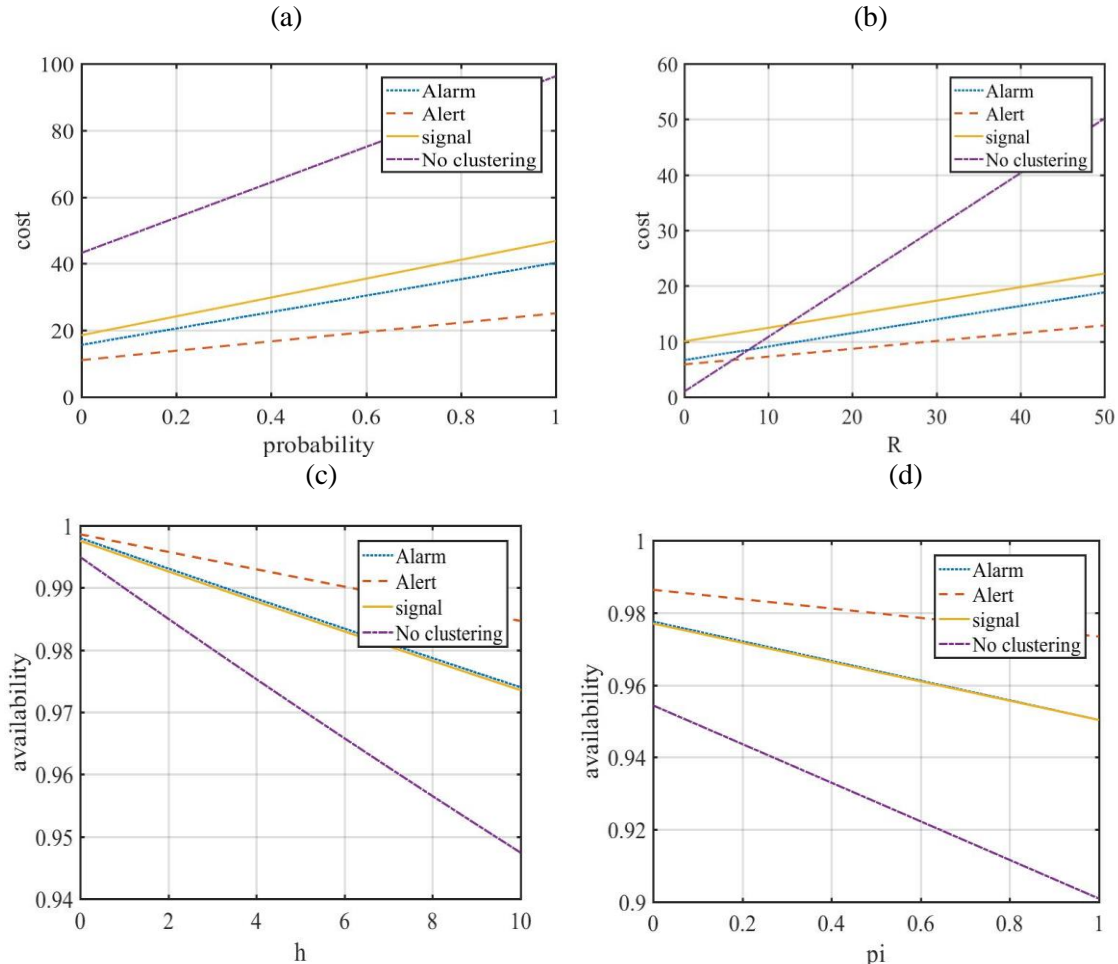 (a)
100
80
60
40
20
0
cost
Alarm
Alert
signal
No clustering
0 0.2 0.4 0.6 0.8 1
probability
(b)
60
50
40
30
20
10
0
cost
Alarm
Alert
signal
No clustering
0 10 20 30 40 50
R
(c)
1
0.99
0.98
0.97
0.96
0.95
0.94
availability
Alarm
Alert
signal
No clustering
0 2 4 6 8 10
h
(d)
1
0.98
0.96
0.94
0.92
0.9
availability
Alarm
Alert
signal
No clustering
0 0.2 0.4 0.6 0.8 1
pi